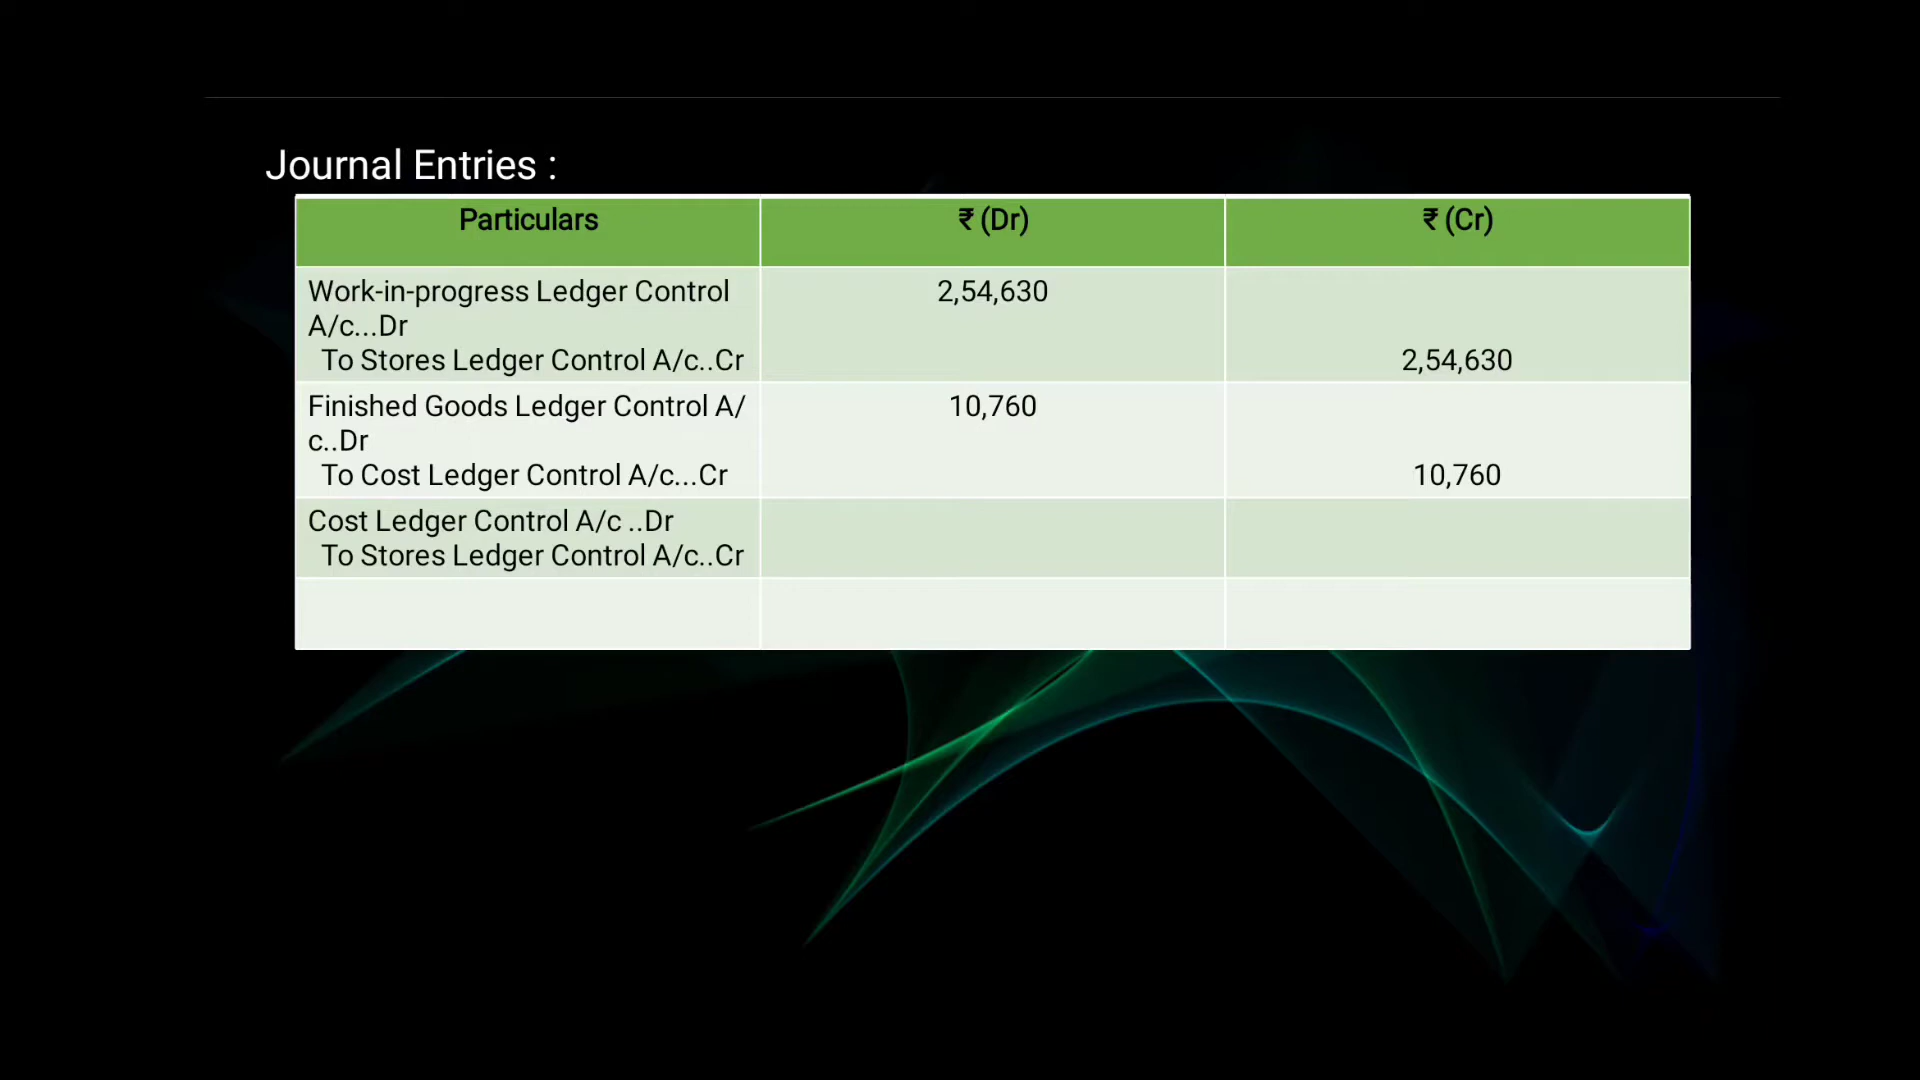 Journal Entries :
Particulars ₹ (Dr) ₹ (Cr)
Work-in-progress Ledger Control 2,54,630
A/c...Dr
To Stores Ledger Control A/c..Cr 2,54,630
Finished Goods Ledger Control A/ 10,760
c..Dr
To Cost Ledger Control A/c...Cr 10,760
Cost Ledger Control A/c ..Dr
To Stores Ledger Control A/c..Cr